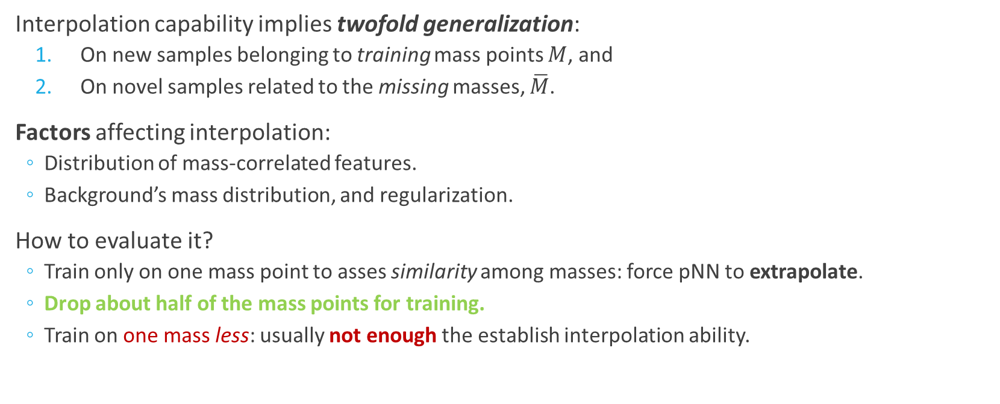 Interpolation capability implies twofold generalization:
1. On new samples belonging to training mass points M, and
2. On novel samples related to the missing masses, M̅.
Factors affecting interpolation:
◦ Distribution of mass-correlated features.
◦ Background’s mass distribution, and regularization.
How to evaluate it?
◦ Train only on one mass point to asses similarity among masses: force pNN to extrapolate.
◦ Drop about half of the mass points for training.
◦ Train on one mass less: usually not enough the establish interpolation ability.